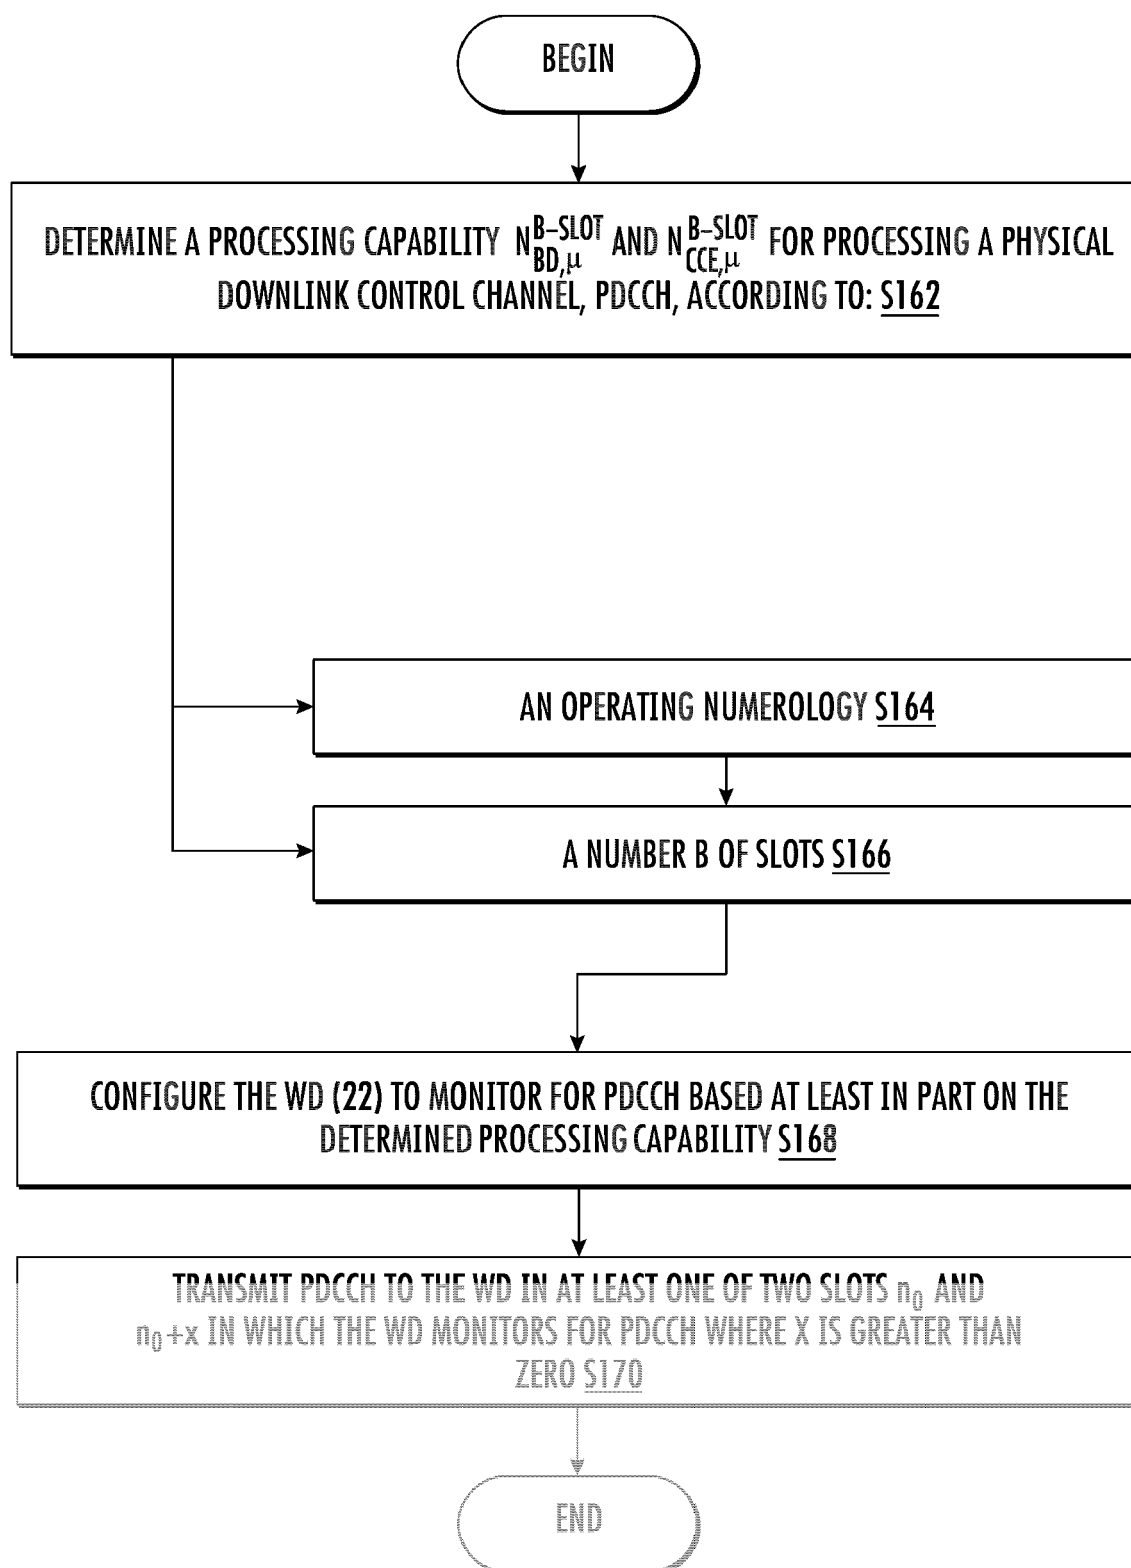 BEGIN
DETERMINE A PROCESSING CAPABILITY N^{B-SLOT}_{BD,μ} AND N^{B-SLOT}_{CCE,μ} FOR PROCESSING A PHYSICAL
DOWNLINK CONTROL CHANNEL, PDCCH, ACCORDING TO: S162
AN OPERATING NUMEROLOGY S164
A NUMBER B OF SLOTS S166
CONFIGURE THE WD (22) TO MONITOR FOR PDCCH BASED AT LEAST IN PART ON THE
DETERMINED PROCESSING CAPABILITY S168
TRANSMIT PDCCH TO THE WD IN AT LEAST ONE OF TWO SLOTS n₀ AND
n₀+x IN WHICH THE WD MONITORS FOR PDCCH WHERE X IS GREATER THAN
ZERO S170
END